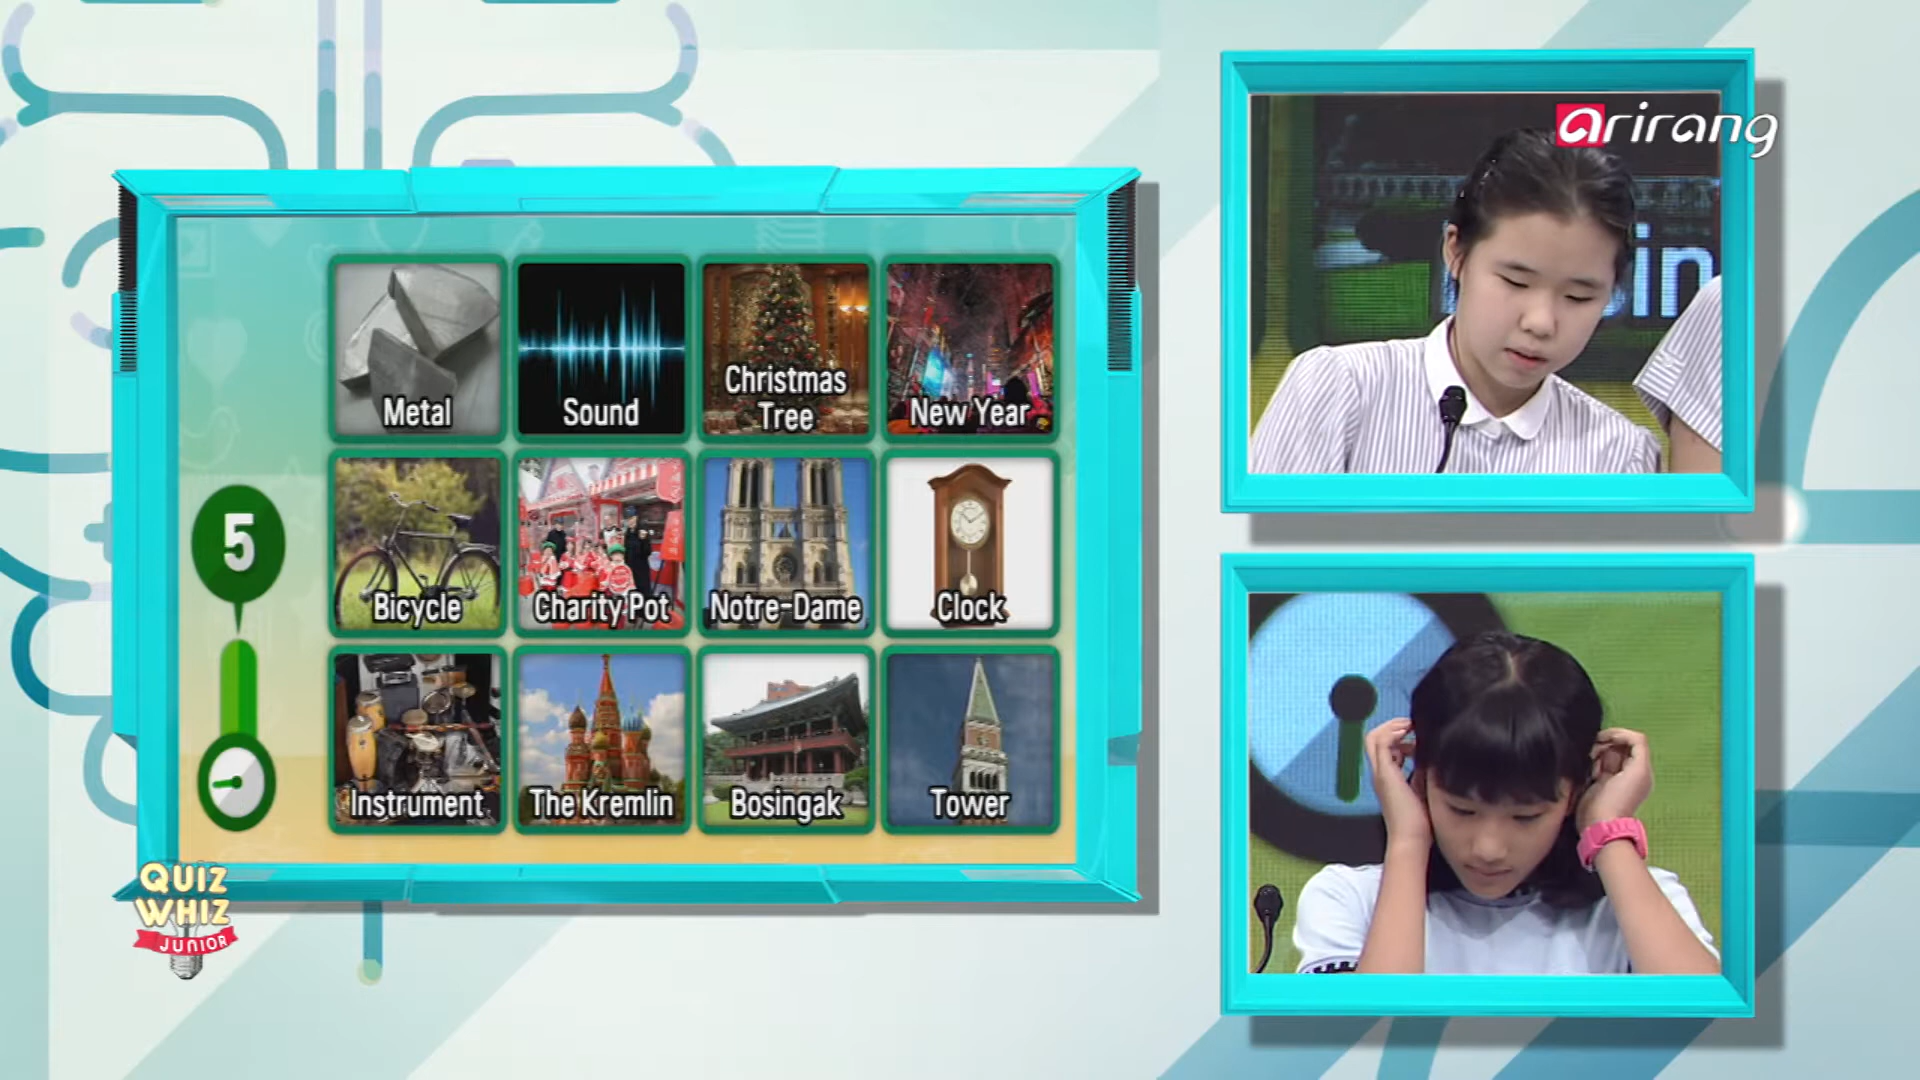 arirang
in
Metal
Sound
Christmas
Tree
New Year
Bicycle
Charity Pot
Notre-Dame
Clock
5
Instrument
The Kremlin
Bosingak
Tower
QUIZ
WHIZ
JUNIOR